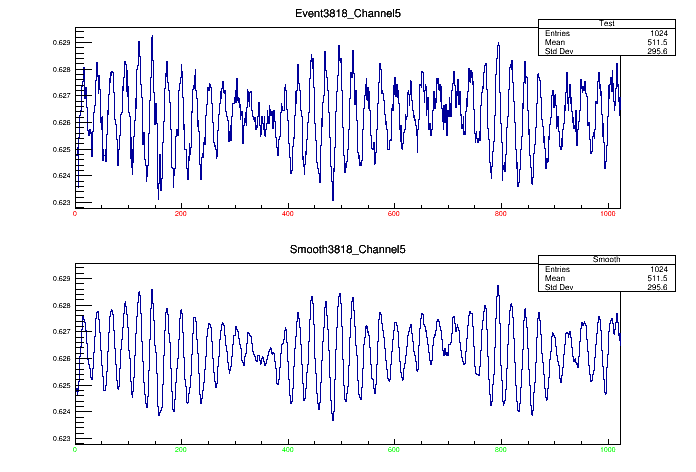 Event3818_Channel5
Test
Entries 1024
Mean 511.5
Std Dev 295.6
0.629
0.628
0.627
0.626
0.625
0.624
0.623
0 200 400 600 800 1000
Smooth3818_Channel5
Smooth
Entries 1024
Mean 511.5
Std Dev 295.6
0.629
0.628
0.627
0.626
0.625
0.624
0.623
0 200 400 600 800 1000